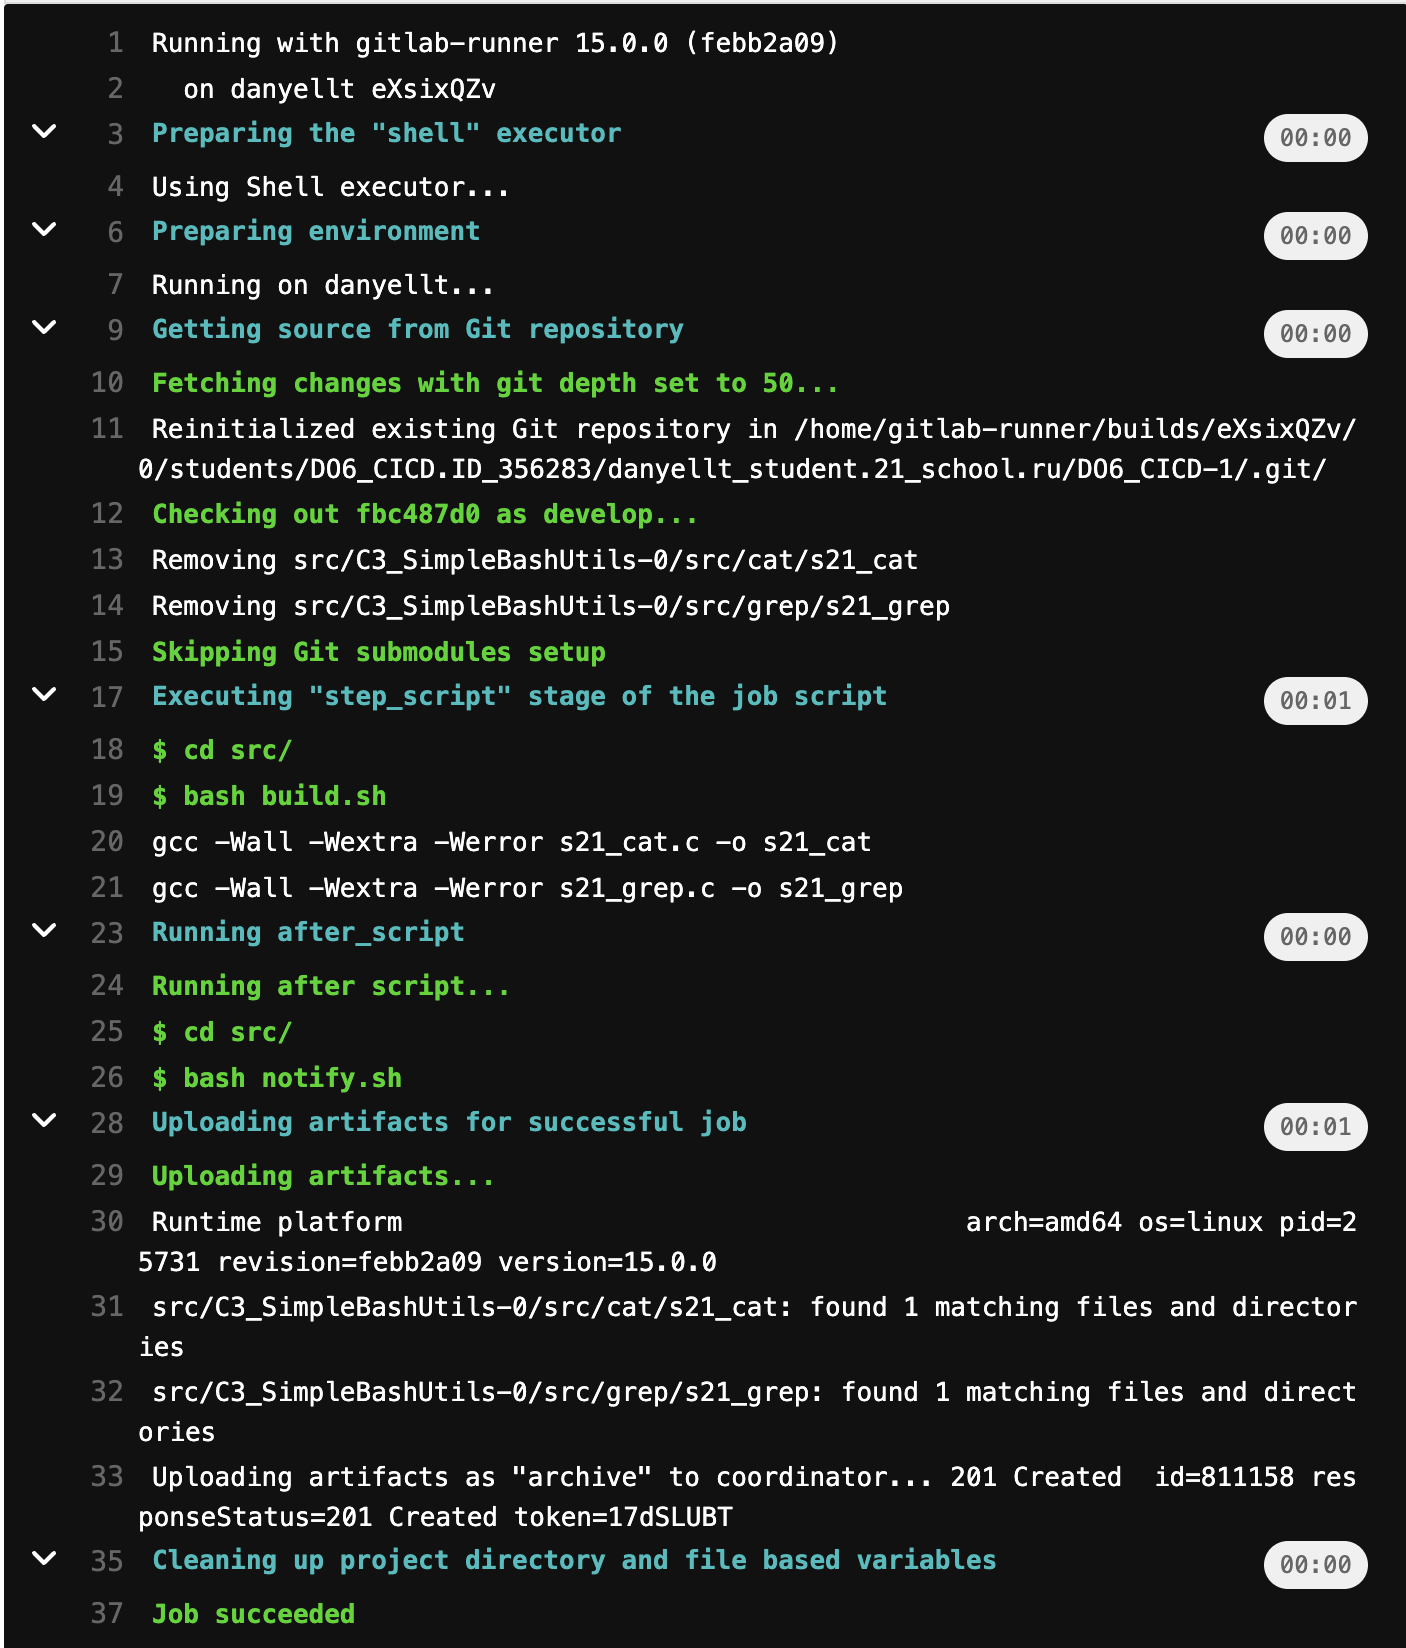 1 Running with gitlab-runner 15.0.0 (febb2a09)
2 on danyellt eXsixQZv
3 Preparing the "shell" executor 00:00
4 Using Shell executor...
6 Preparing environment 00:00
7 Running on danyellt...
9 Getting source from Git repository 00:00
10 Fetching changes with git depth set to 50...
11 Reinitialized existing Git repository in /home/gitlab-runner/builds/eXsixQZv/
0/students/DO6_CICD.ID_356283/danyellt_student.21_school.ru/DO6_CICD-1/.git/
12 Checking out fbc487d0 as develop...
13 Removing src/C3_SimpleBashUtils-0/src/cat/s21_cat
14 Removing src/C3_SimpleBashUtils-0/src/grep/s21_grep
15 Skipping Git submodules setup
17 Executing "step_script" stage of the job script 00:01
18 $ cd src/
19 $ bash build.sh
20 gcc -Wall -Wextra -Werror s21_cat.c -o s21_cat
21 gcc -Wall -Wextra -Werror s21_grep.c -o s21_grep
23 Running after_script 00:00
24 Running after script...
25 $ cd src/
26 $ bash notify.sh
28 Uploading artifacts for successful job 00:01
29 Uploading artifacts...
30 Runtime platform arch=amd64 os=linux pid=2
5731 revision=febb2a09 version=15.0.0
31 src/C3_SimpleBashUtils-0/src/cat/s21_cat: found 1 matching files and director
ies
32 src/C3_SimpleBashUtils-0/src/grep/s21_grep: found 1 matching files and direct
ories
33 Uploading artifacts as "archive" to coordinator... 201 Created id=811158 res
ponseStatus=201 Created token=17dSLUBT
35 Cleaning up project directory and file based variables 00:00
37 Job succeeded